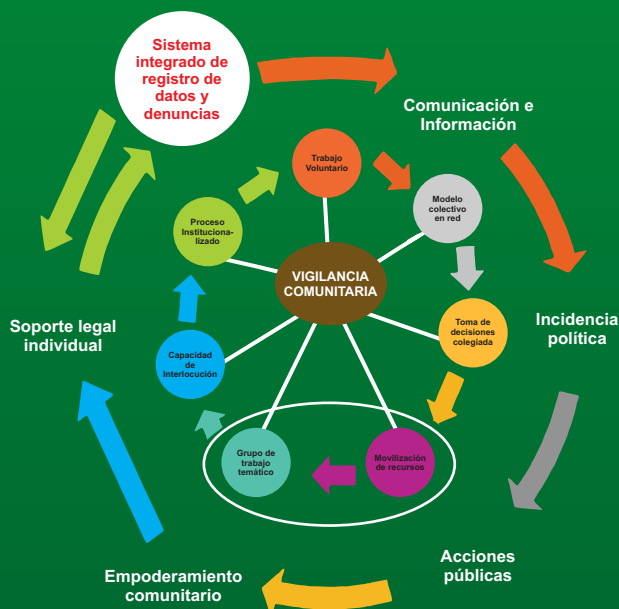 Sistema
integrado de
registro de
datos y
denuncias
Comunicación e
Información
Trabajo
Voluntario
Modelo
colectivo
en red
Proceso
Instituciona-
lizado
VIGILANCIA
COMUNITARIA
Toma de
decisiones
colegiada
Incidencia
política
Soporte legal
individual
Capacidad
de
Interlocución
Grupo de
trabajo
temático
Movilización
de recursos
Acciones
públicas
Empoderamiento
comunitario